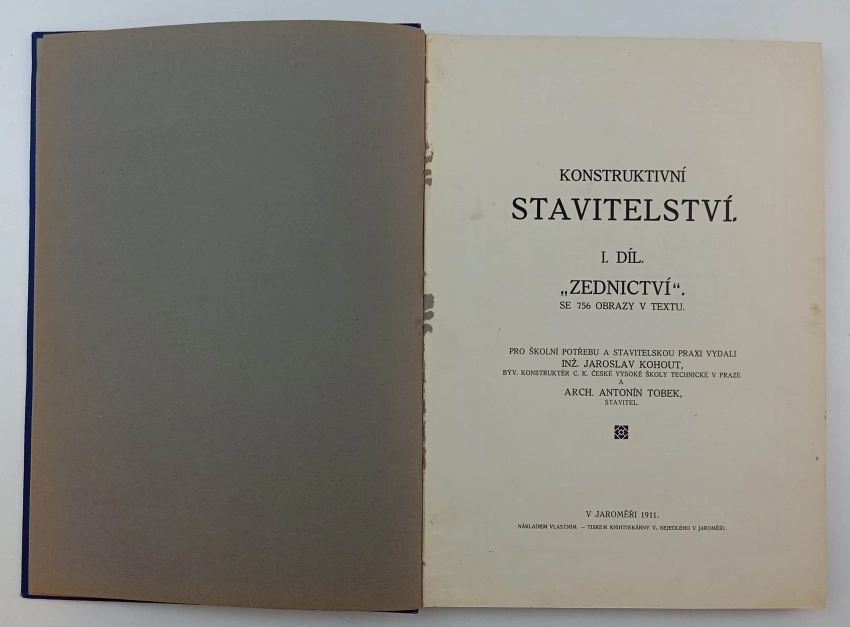 KONSTRUKTIVNÍ
STAVITELSTVÍ.
I. DÍL.
„ZEDNICTVÍ“.
SE 756 OBRAZY V TEXTU.
PRO ŠKOLNÍ POTŘEBU A STAVITELSKOU PRAXI VYDALI
INŽ. JAROSLAV KOHOUT,
BÝV. KONSTRUKTÉR C. K. ČESKÉ VYSOKÉ ŠKOLY TECHNICKÉ V PRAZE
A
ARCH. ANTONÍN TOBEK,
STAVITEL.
V JAROMĚŘI 1911.
NÁKLADEM VLASTNÍM. — TISKEM KNIHTISKÁRNY V. NEJEDLÉHO V JAROMĚŘI.